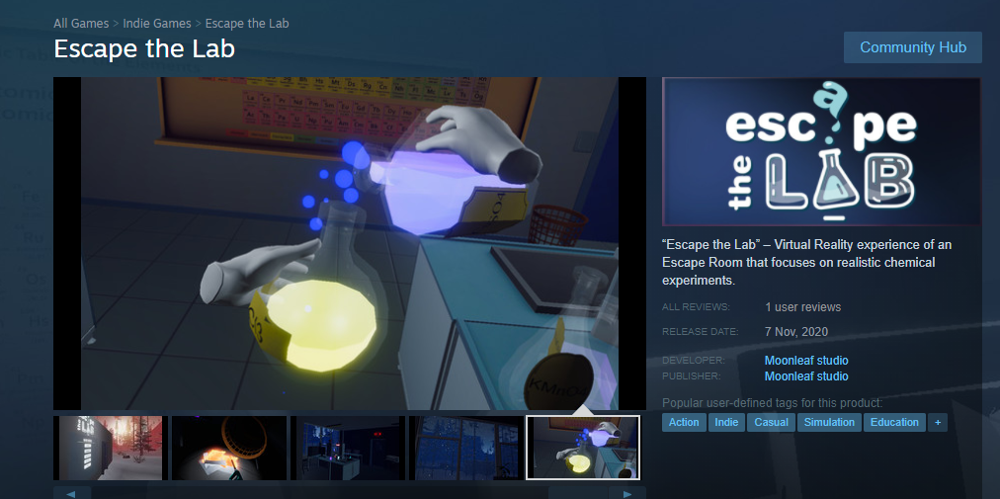 All Games > Indie Games > Escape the Lab
Escape the Lab
Community Hub
escape
the LAB
KMnO4
“Escape the Lab” – Virtual Reality experience of an
Escape Room that focuses on realistic chemical
experiments.
ALL REVIEWS: 1 user reviews
RELEASE DATE: 7 Nov, 2020
DEVELOPER: Moonleaf studio
PUBLISHER: Moonleaf studio
Popular user-defined tags for this product:
Action Indie Casual Simulation Education +